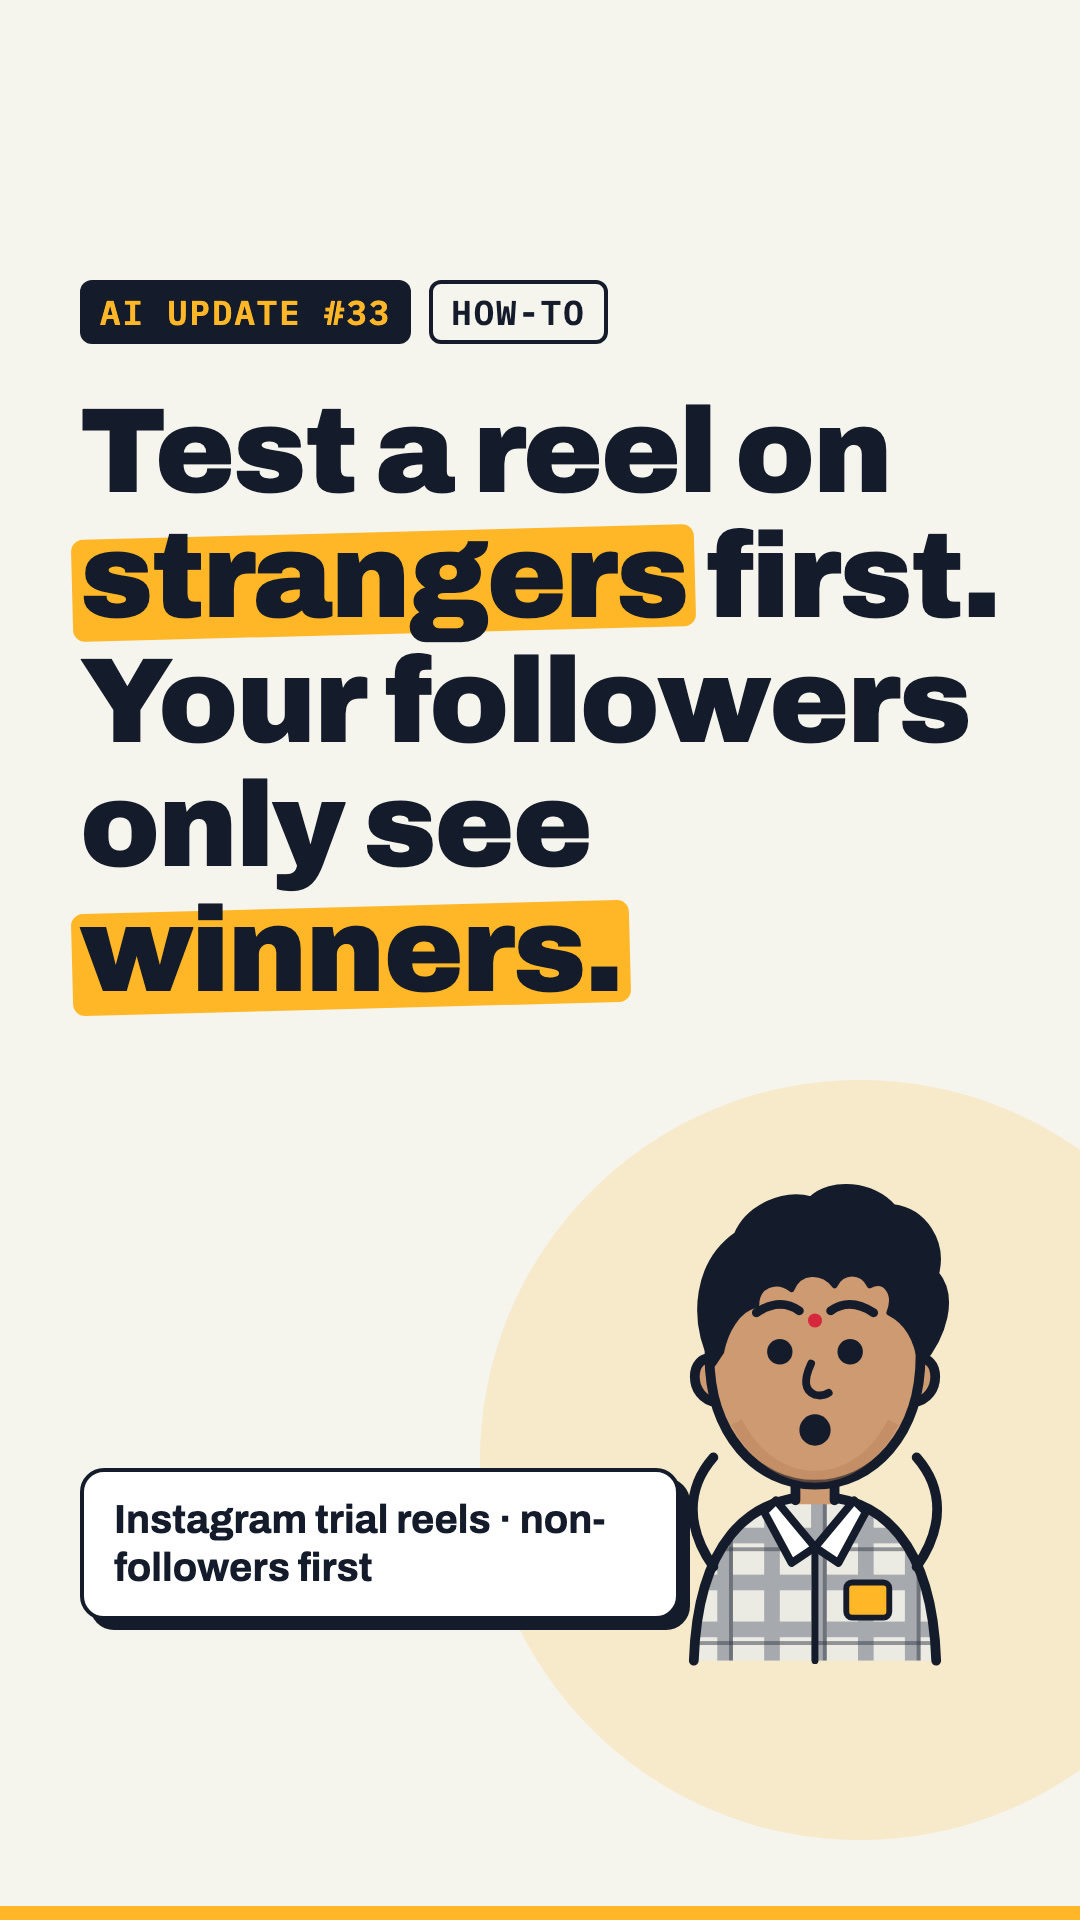 AI UPDATE #33 HOW-TO
Test a reel on
strangers first.
Your followers
only see
winners.
Instagram trial reels · non-
followers first